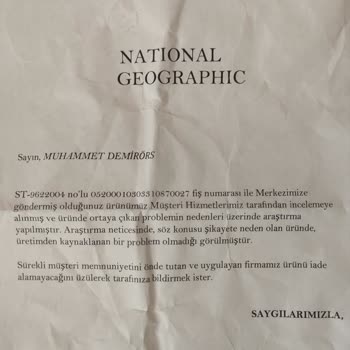 NATIONAL
GEOGRAPHIC
Sayın, MUHAMMET DEMİRÖRS
ST-9622004 no'lu 05200010303310870027 fiş numarası ile Merkezimize
göndermiş olduğunuz ürününüz Müşteri Hizmetlerimiz tarafından incelemeye
alınmış ve üründe ortaya çıkan problemin nedenleri üzerinde araştırma
yapılmıştır. Araştırma neticesinde, söz konusu şikayete neden olan üründe,
üretimden kaynaklanan bir problem olmadığı görülmüştür.
Sürekli müşteri memnuniyetini önde tutan ve uygulayan firmamız ürünü iade
alamayacağını üzülerek tarafınıza bildirmek ister.
SAYGILARIMIZLA,